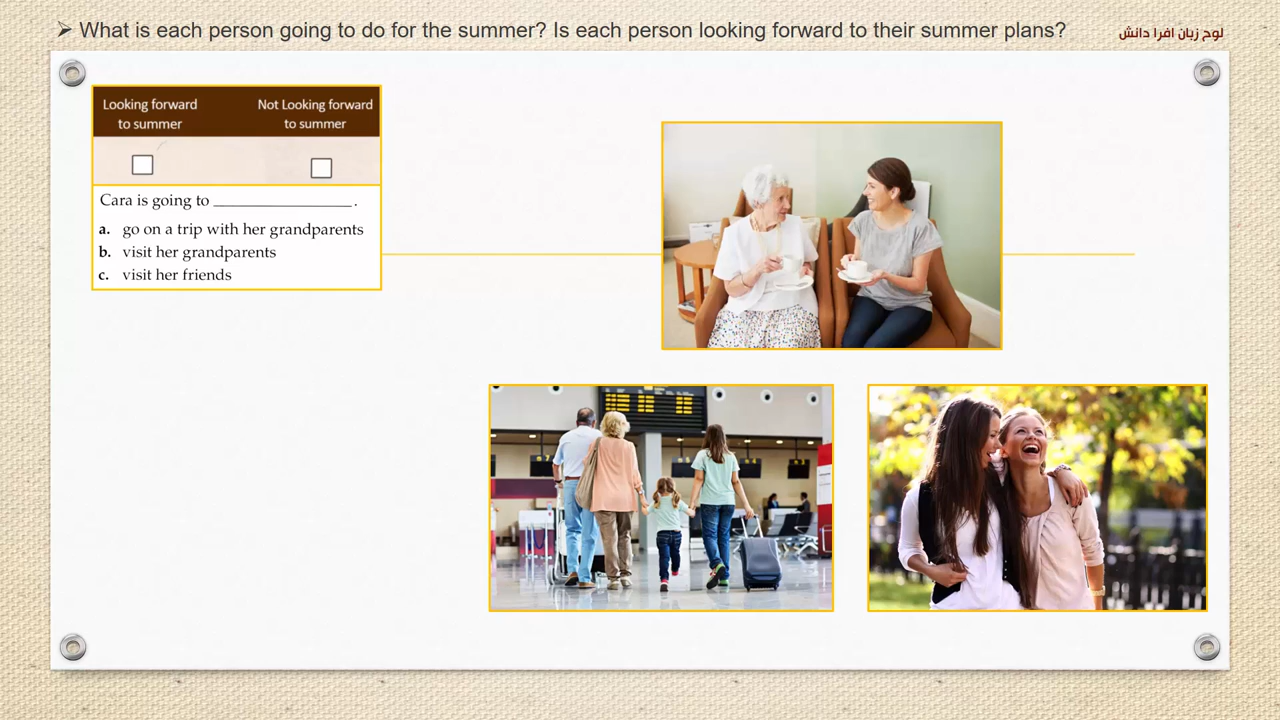 ➢ What is each person going to do for the summer? Is each person looking forward to their summer plans?
لوح زبان افرا دانش
Looking forward to summer
Not Looking forward to summer
Cara is going to _________________ .
a. go on a trip with her grandparents
b. visit her grandparents
c. visit her friends